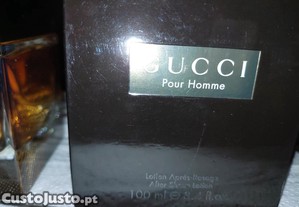 GUCCI
Pour Homme
Lotion Après-Rasage
After Shave Lotion
100 ml
CustoJusto.pt